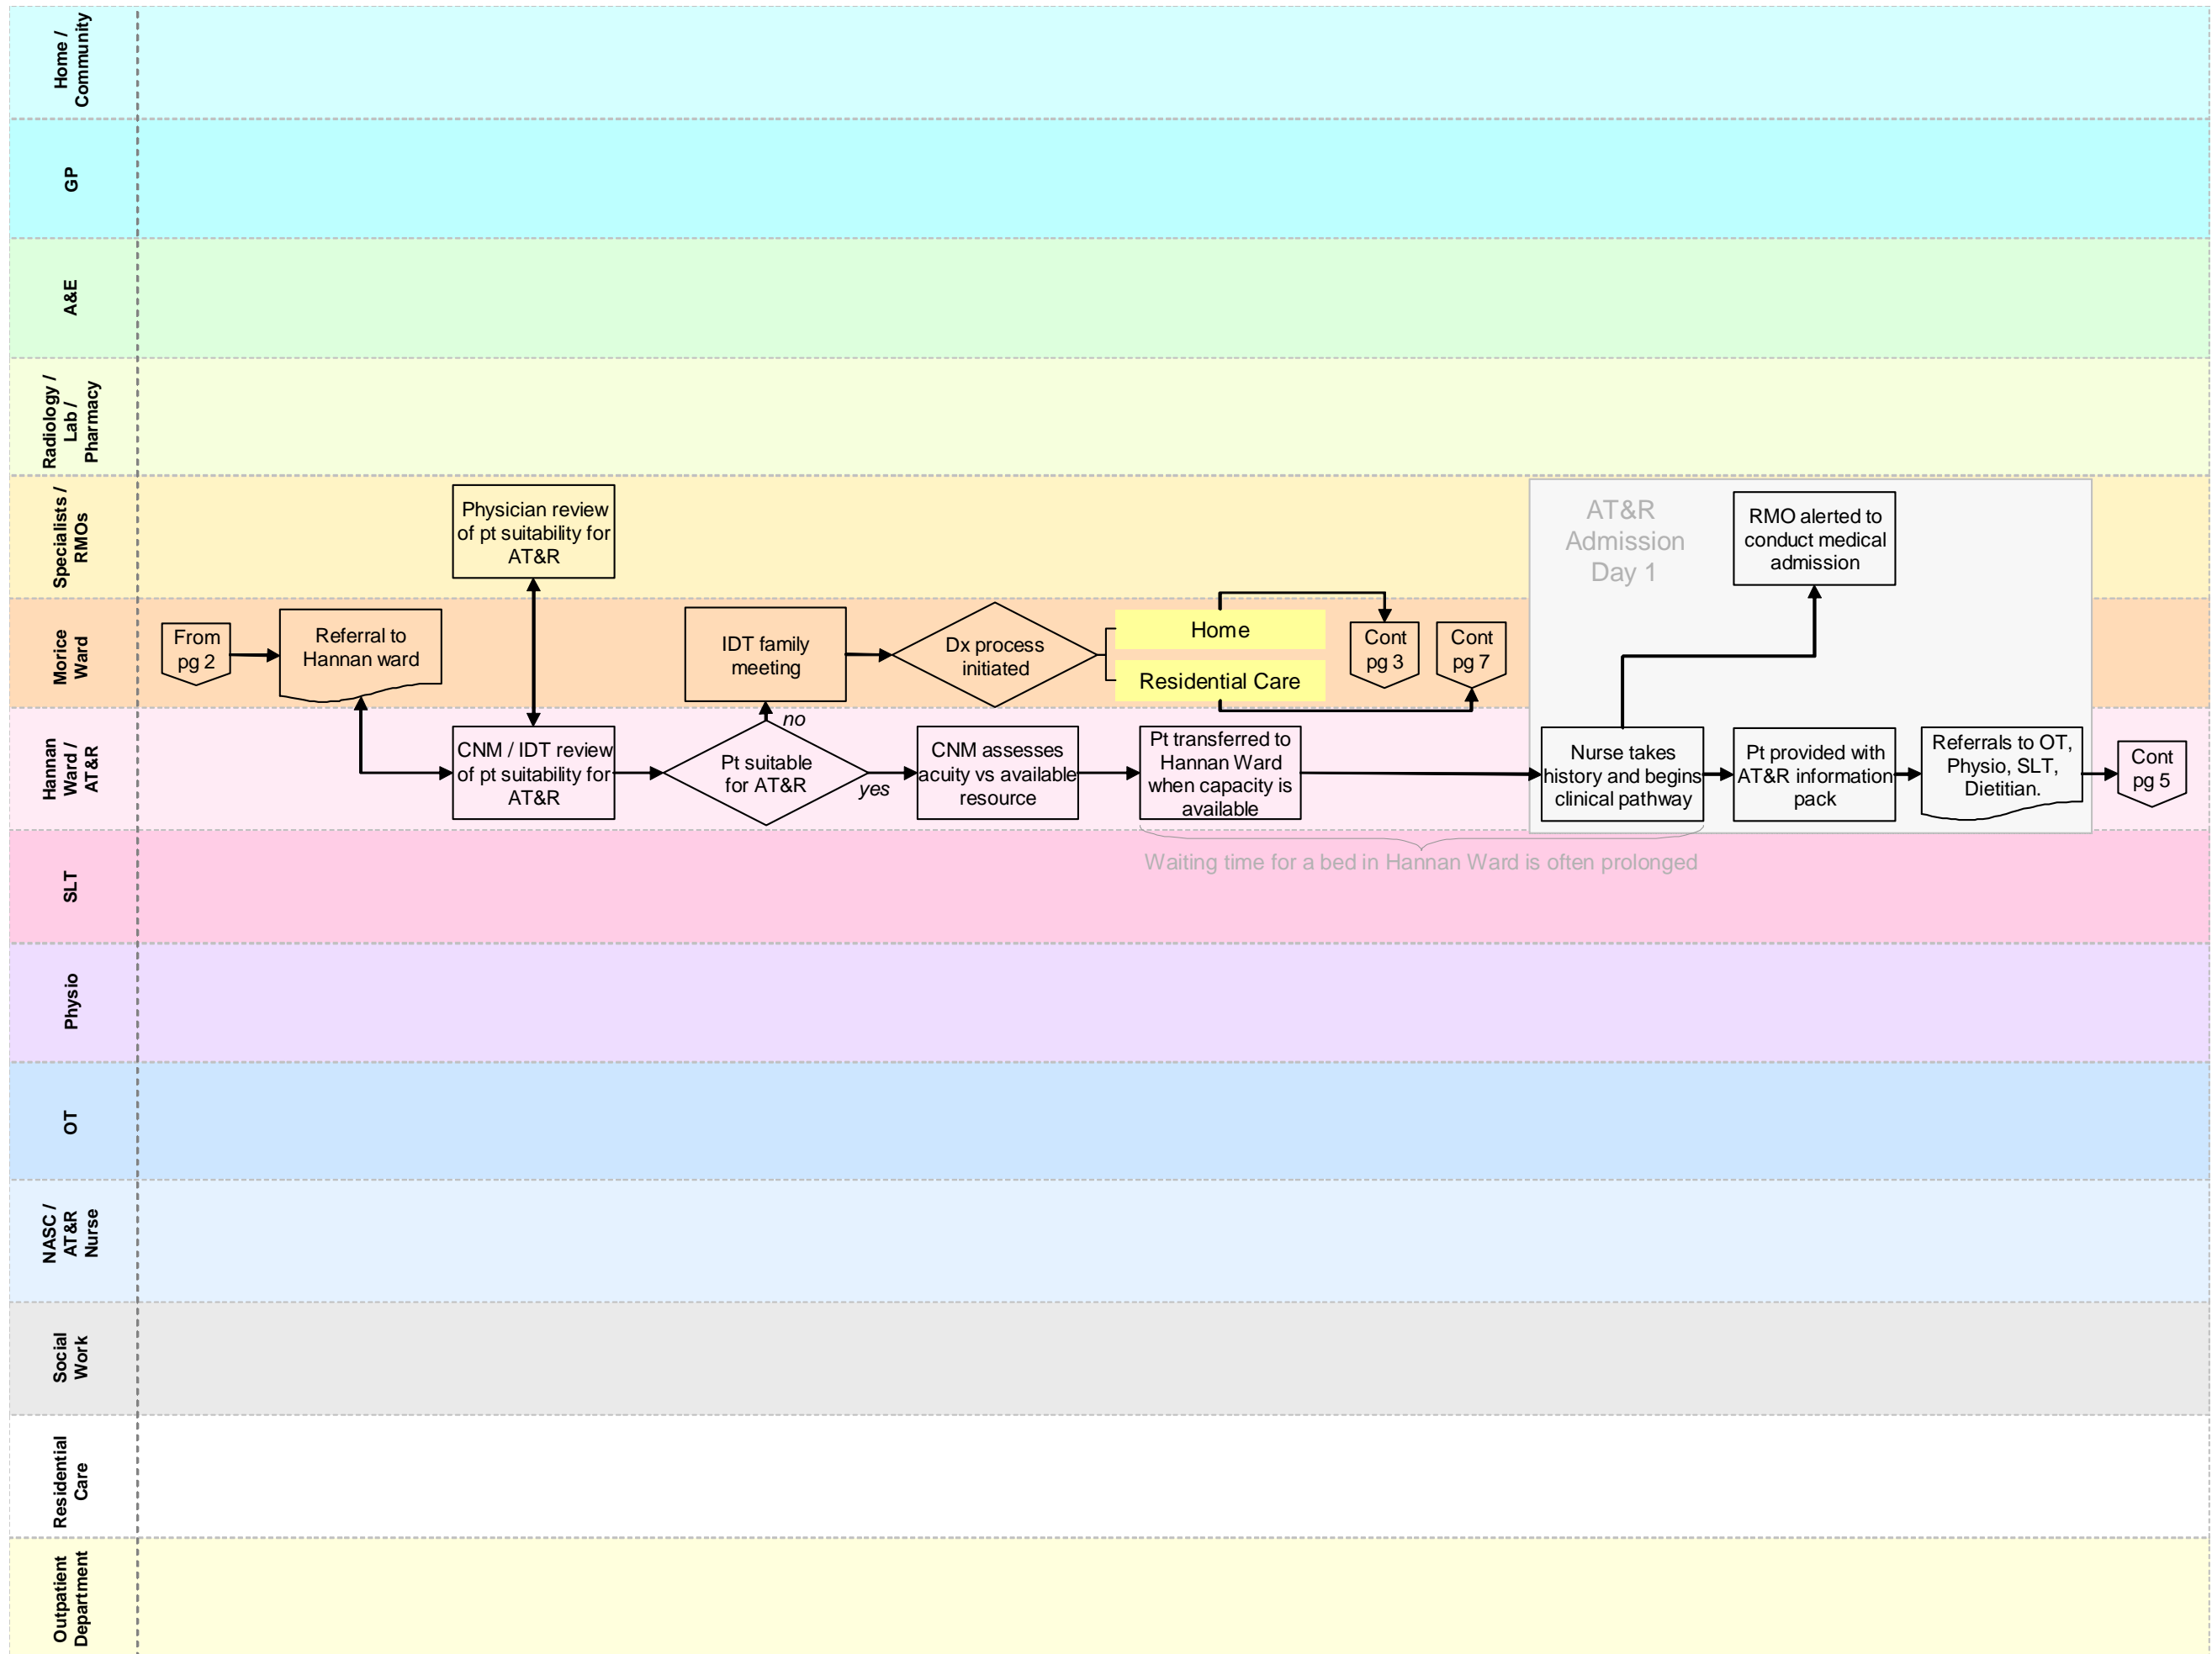 Home /
Community
GP
A&E
Radiology /
Lab /
Pharmacy
Specialists /
RMOs
Physician review
of pt suitability for
AT&R
AT&R
Admission
Day 1
RMO alerted to
conduct medical
admission
Morice
Ward
From
pg 2
Referral to
Hannan ward
IDT family
meeting
Dx process
initiated
Home
Residential Care
Cont
pg 3
Cont
pg 7
Hannan
Ward /
AT&R
CNM / IDT review
of pt suitability for
AT&R
Pt suitable
for AT&R
no
yes
CNM assesses
acuity vs available
resource
Pt transferred to
Hannan Ward
when capacity is
available
Nurse takes
history and begins
clinical pathway
Pt provided with
AT&R information
pack
Referrals to OT,
Physio, SLT,
Dietitian.
Cont
pg 5
SLT
Waiting time for a bed in Hannan Ward is often prolonged
Physio
OT
NASC /
AT&R
Nurse
Social
Work
Residential
Care
Outpatient
Department